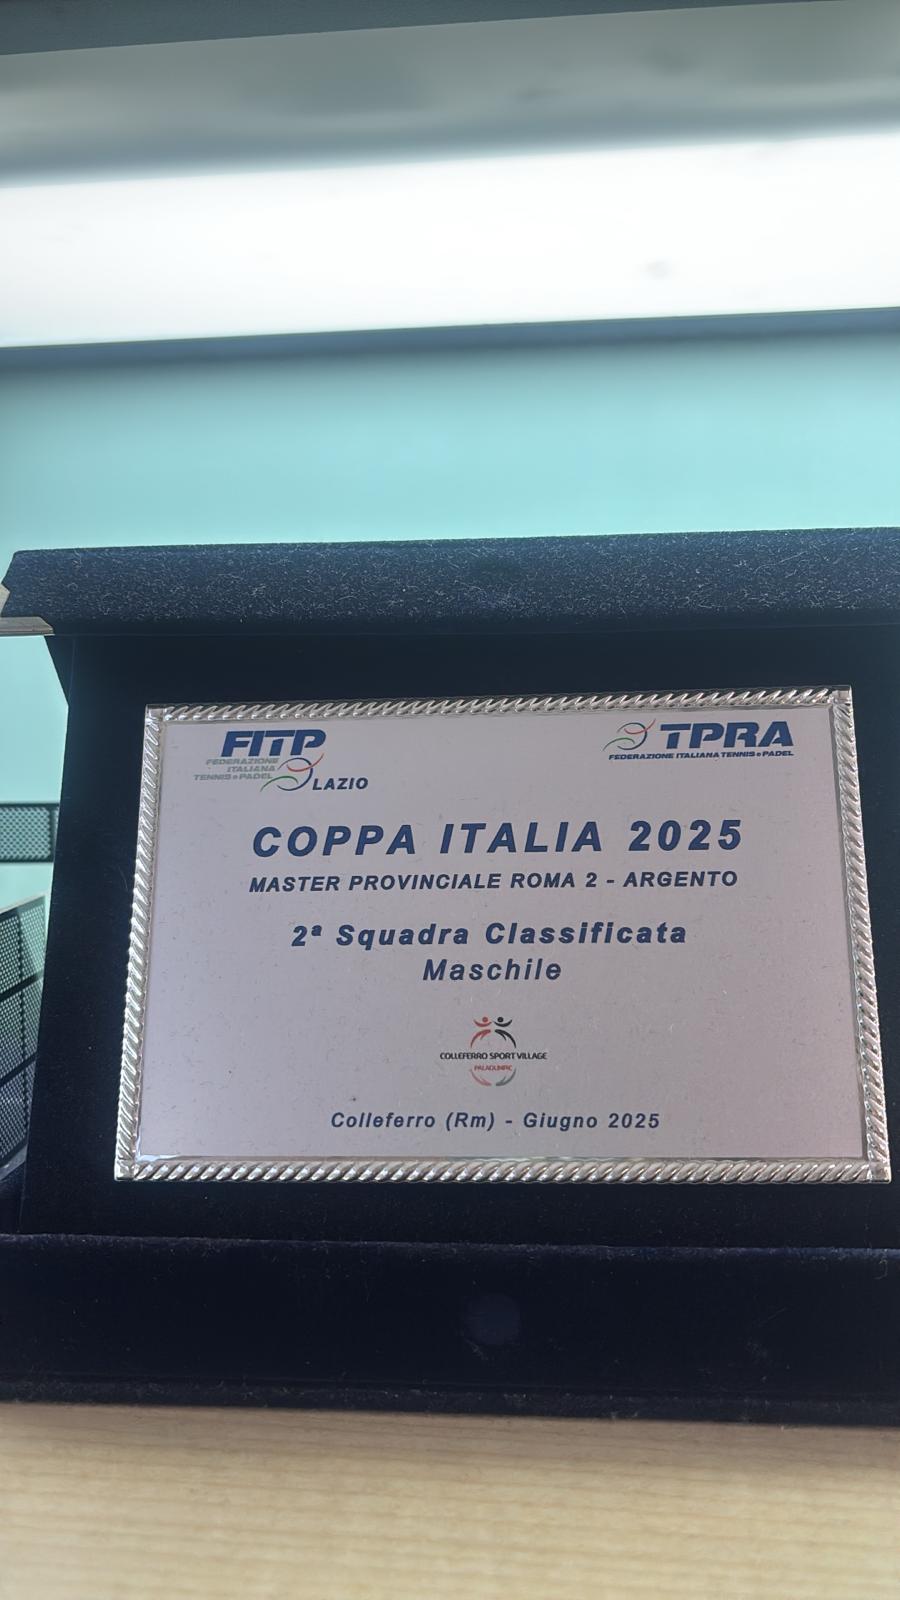 FITP
FEDERAZIONE
ITALIANA
TENNIS e PADEL
LAZIO
TPRA
FEDERAZIONE ITALIANA TENNIS e PADEL
COPPA ITALIA 2025
MASTER PROVINCIALE ROMA 2 - ARGENTO
2ª Squadra Classificata
Maschile
COLLEFERRO SPORT VILLAGE
Colleferro (Rm) - Giugno 2025